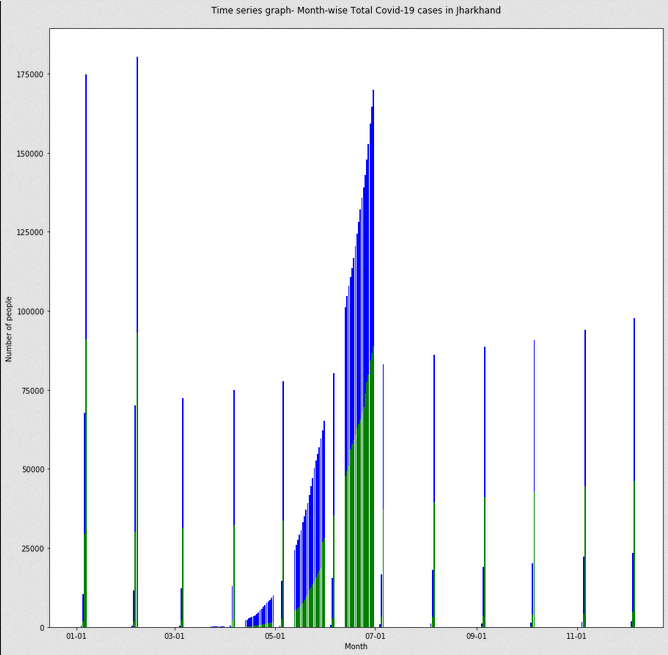 Time series graph- Month-wise Total Covid-19 cases in Jharkhand
175000
150000
125000
100000
75000
50000
25000
0
Number of people
01-01 03-01 05-01 07-01 09-01 11-01
Month